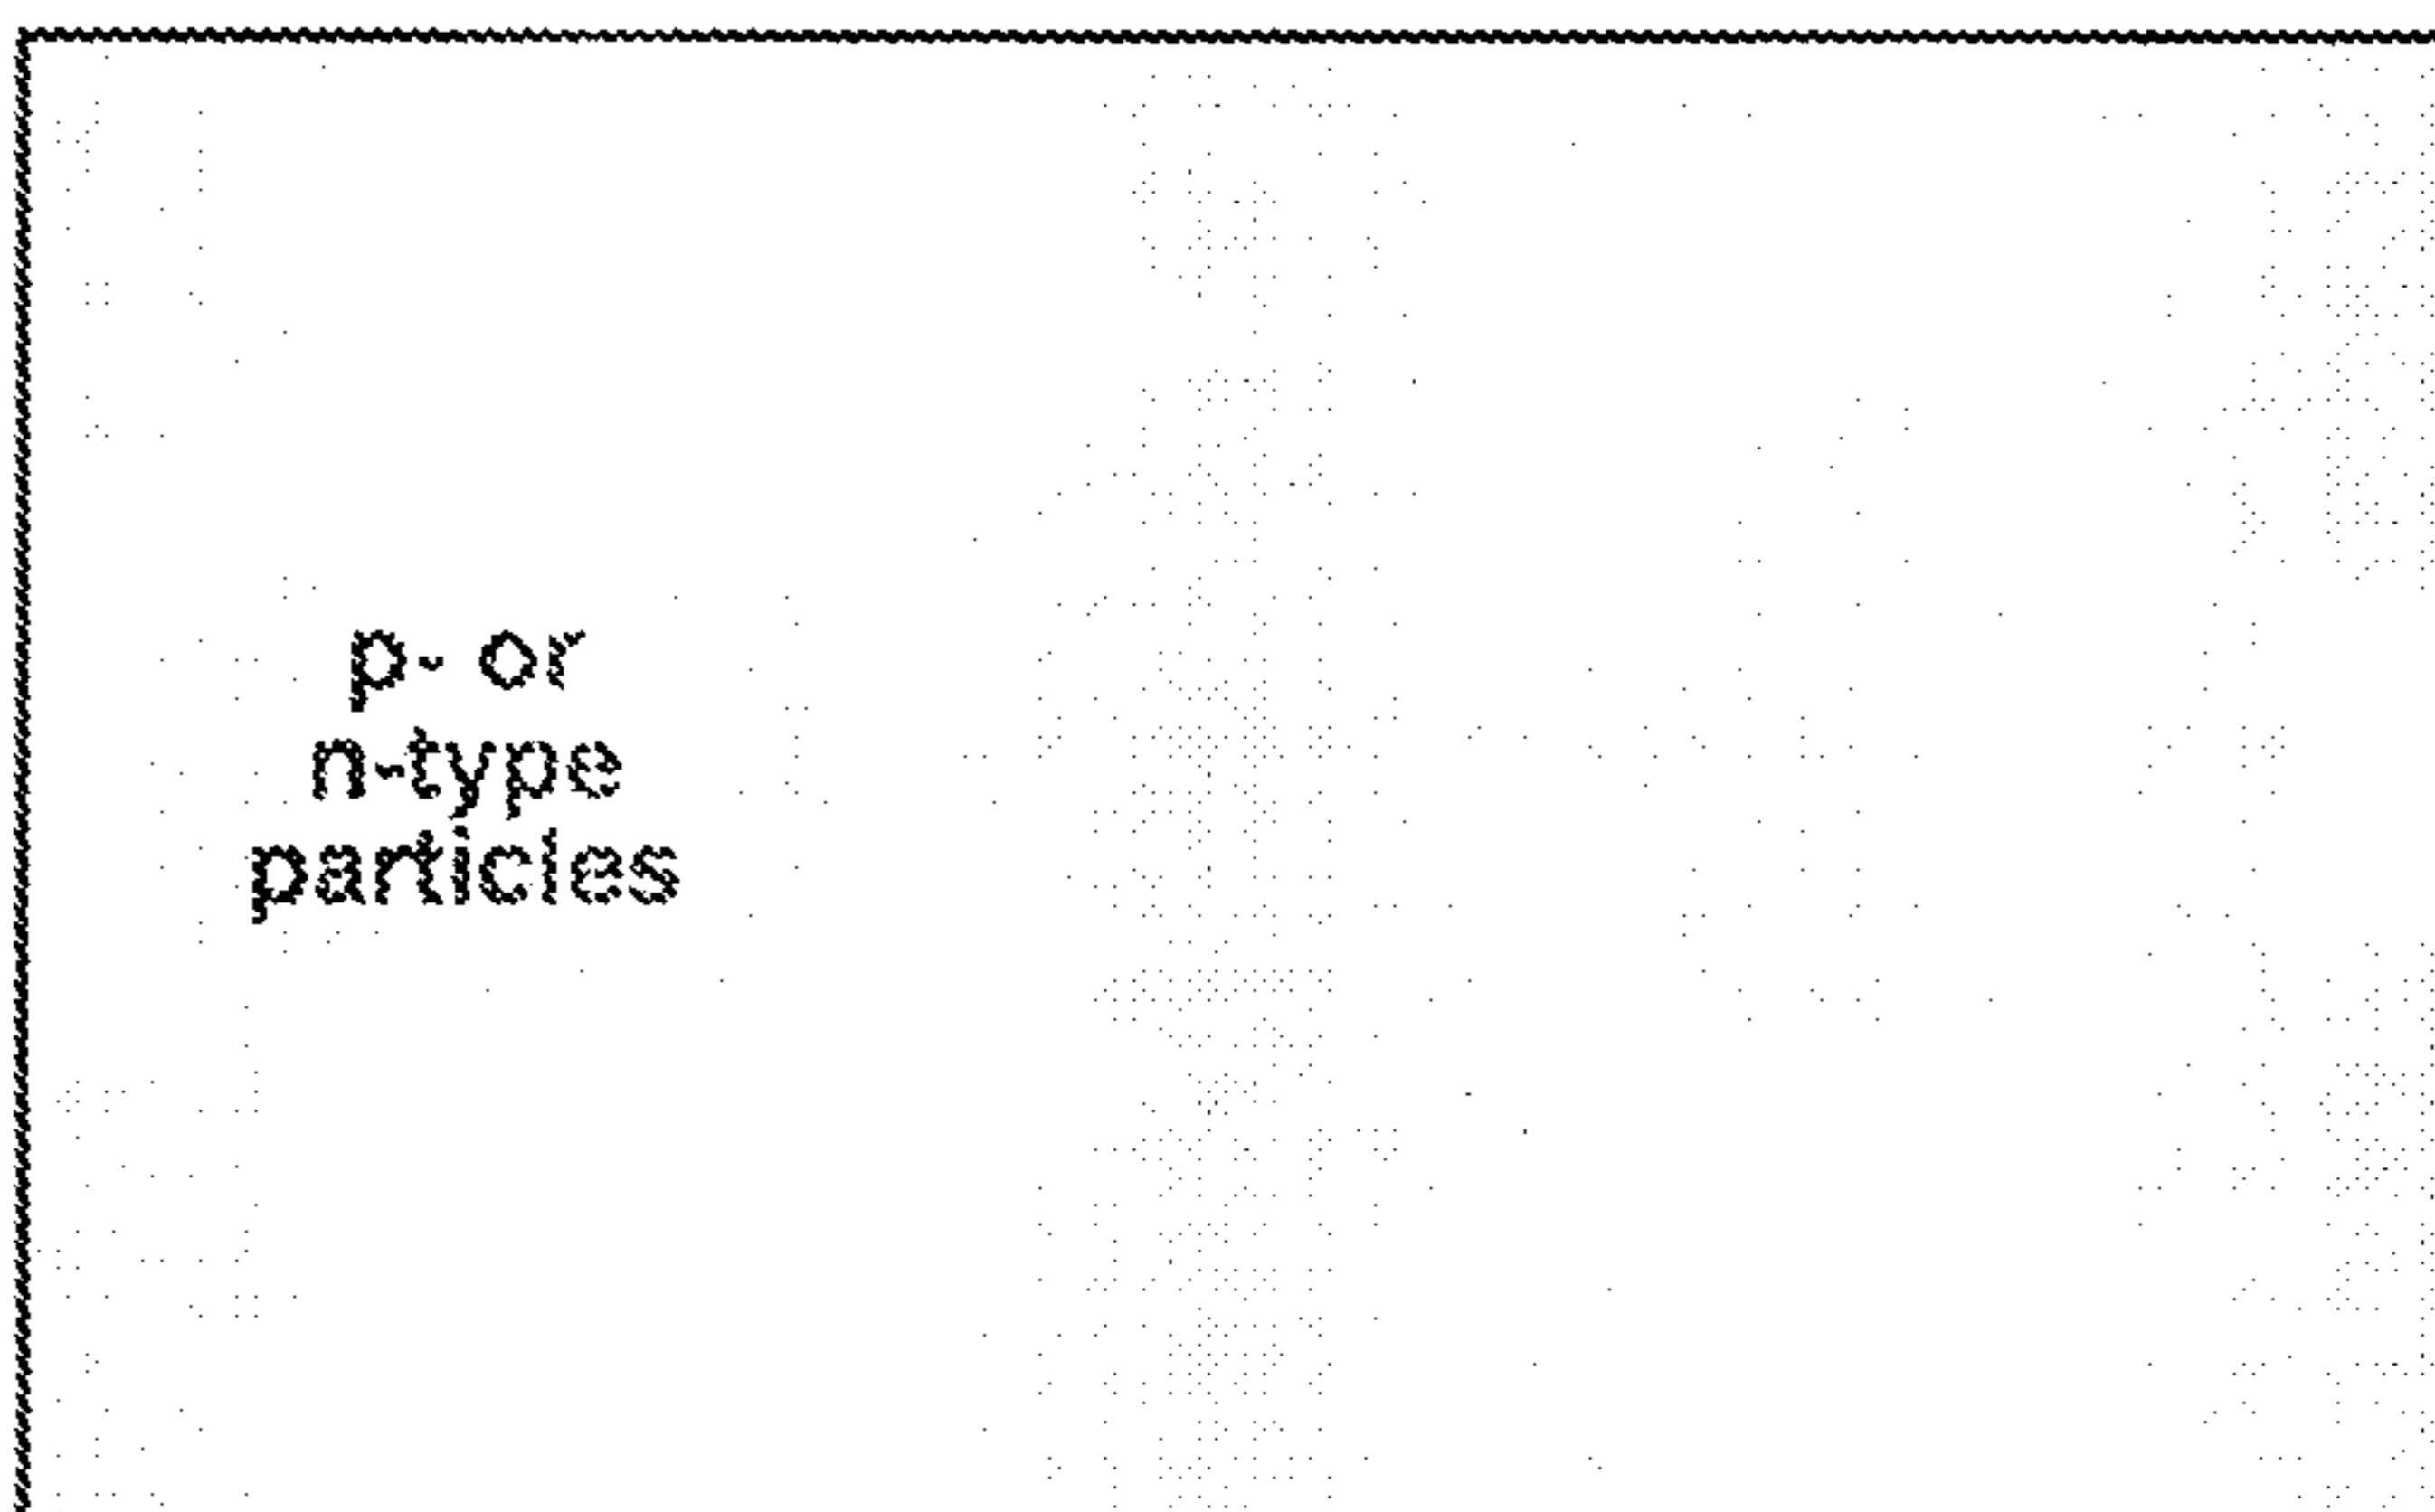 p- or
n-type
particles